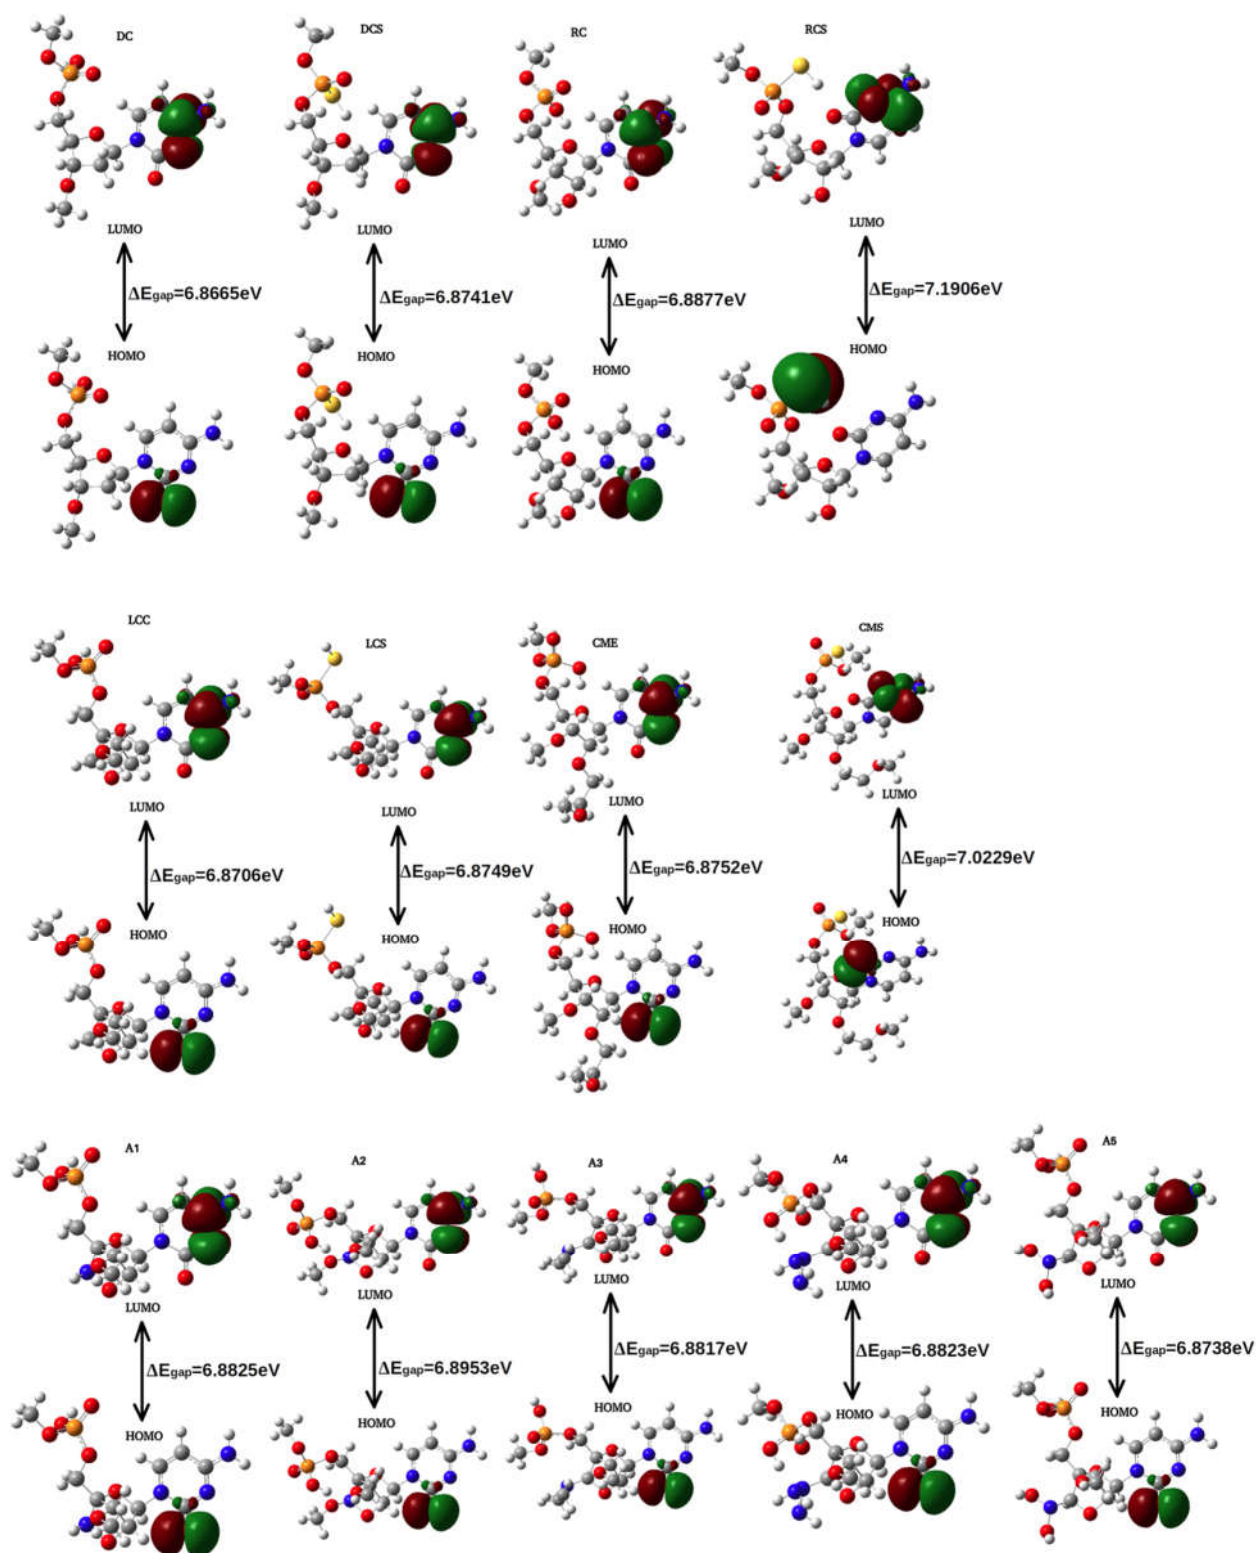 DC
DCS
RC
RCS
LUMO
LUMO
LUMO
LUMO
ΔEgap=6.8665eV
ΔEgap=6.8741eV
ΔEgap=6.8877eV
ΔEgap=7.1906eV
HOMO
HOMO
HOMO
HOMO
LCC
LCS
CME
CMS
LUMO
LUMO
LUMO
LUMO
ΔEgap=6.8706eV
ΔEgap=6.8749eV
ΔEgap=6.8752eV
ΔEgap=7.0229eV
HOMO
HOMO
HOMO
HOMO
A1
A2
A3
A4
A5
LUMO
LUMO
LUMO
LUMO
LUMO
ΔEgap=6.8825eV
ΔEgap=6.8953eV
ΔEgap=6.8817eV
ΔEgap=6.8823eV
ΔEgap=6.8738eV
HOMO
HOMO
HOMO
HOMO
HOMO